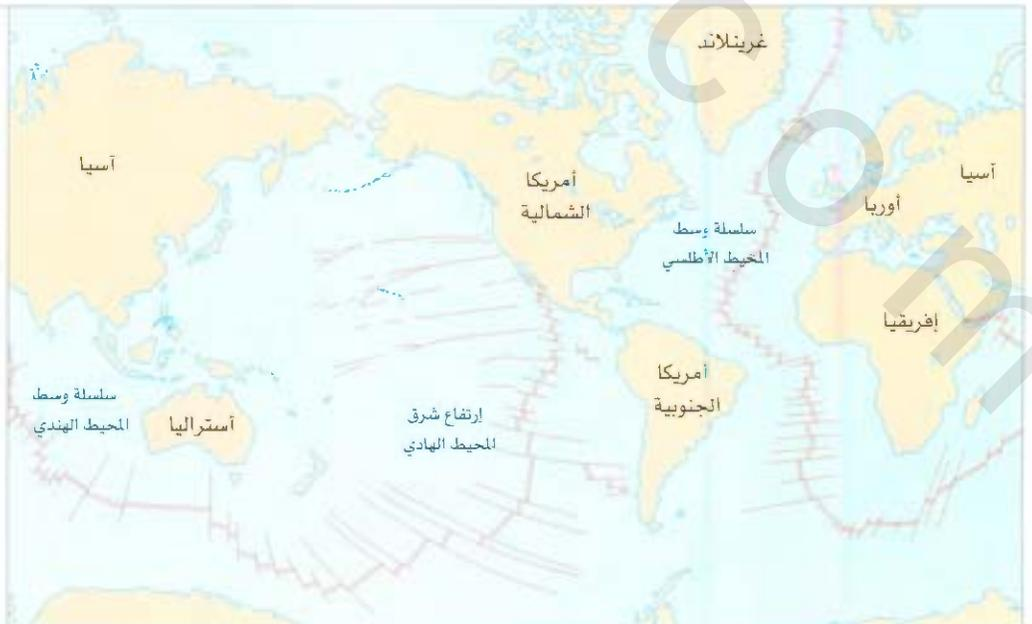 غرينلاند
آسيا
أمريكا
الشمالية
آسيا
أوربا
سلسلة وسط
المحيط الأطلسي
إفريقيا
أمريكا
الجنوبية
سلسلة وسط
المحيط الهندي
أستراليا
إرتفاع شرق
المحيط الهادي
com